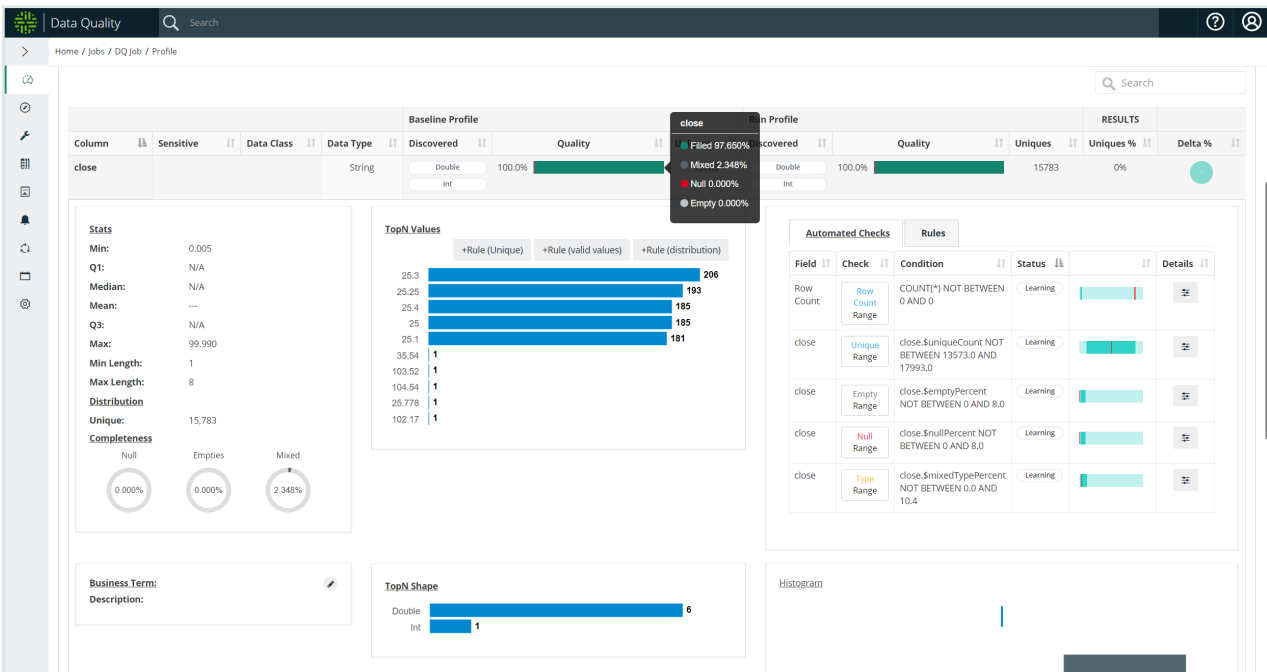 Data Quality
Search
Home / Jobs / DQ Job / Profile
Search
Baseline Profile
Run Profile
RESULTS
Column Sensitive Data Class Data Type Discovered Quality Discovered Quality Uniques Uniques % Delta %
close String Double 100.0% Double 100.0% 15783 0%
Int Int
close
Filled 97.650%
Mixed 2.348%
Null 0.000%
Empty 0.000%
Stats
Min: 0.005
Q1: N/A
Median: N/A
Mean: ---
Q3: N/A
Max: 99.990
Min Length: 1
Max Length: 8
Distribution
Unique: 15,783
Completeness
Null Empties Mixed
0.000% 0.000% 2.348%
TopN Values
+Rule (Unique) +Rule (valid values) +Rule (distribution)
25.3 206
25.25 193
25.4 185
25 185
25.1 181
35.54 1
103.52 1
104.54 1
25.778 1
102.17 1
Automated Checks Rules
Field Check Condition Status Details
Row Count Row Count Range COUNT(*) NOT BETWEEN 0 AND 0 Learning
close Unique Range close.$uniqueCount NOT BETWEEN 13573.0 AND 17993.0 Learning
close Empty Range close.$emptyPercent NOT BETWEEN 0 AND 8.0 Learning
close Null Range close.$nullPercent NOT BETWEEN 0 AND 8.0 Learning
close Type Range close.$mixedTypePercent NOT BETWEEN 0.0 AND 10.4 Learning
Business Term:
Description:
TopN Shape
Double 6
Int 1
Histogram